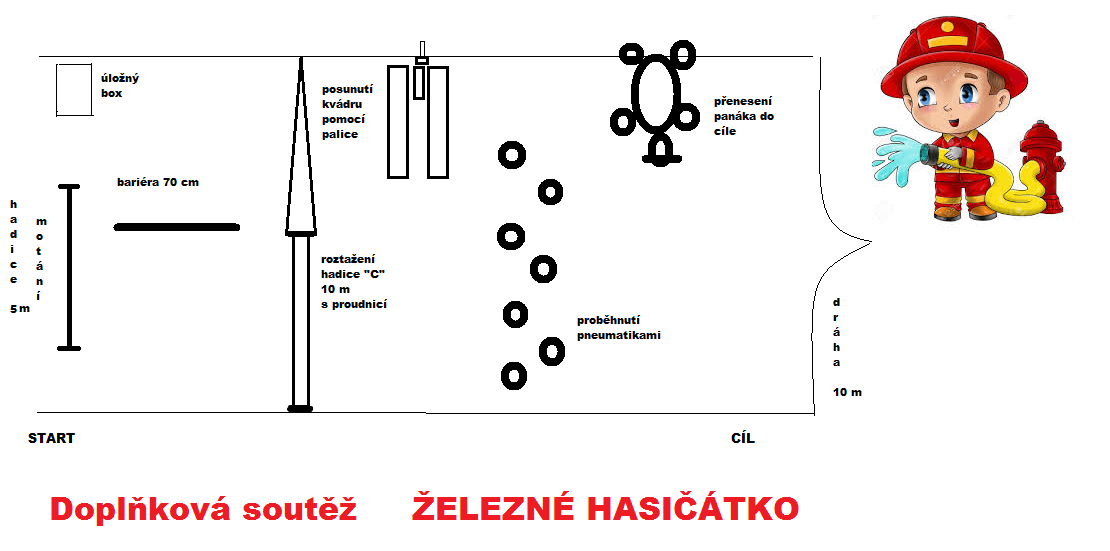 úložný
box
posunutí
kvádru
pomocí
palice
přenesení
panáka do
cíle
bariéra 70 cm
hadice 5m
motání
roztažení
hadice "C"
10 m
s proudnicí
proběhnutí
pneumatikami
dráha
10 m
START
CÍL
Doplňková soutěž ŽELEZNÉ HASIČÁTKO